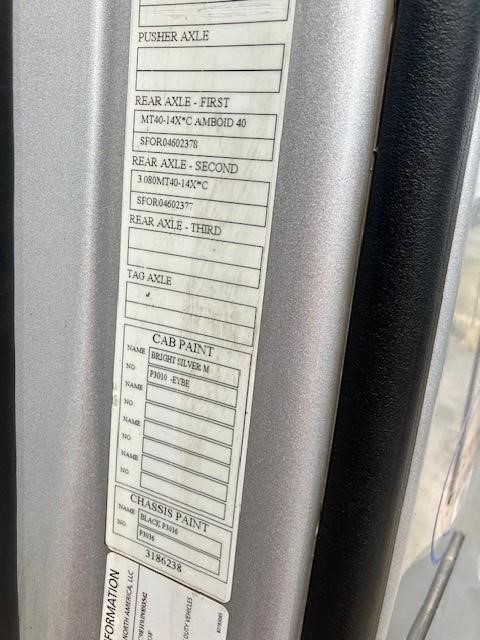 PUSHER AXLE
REAR AXLE - FIRST
MT40-14X*C AMBOID 40
SFOR04602378
REAR AXLE - SECOND
3.080MT40-14X*C
SFOR04602377
REAR AXLE - THIRD
TAG AXLE
CAB PAINT
NAME BRIGHT SILVER M
NO. P3010 -EYBE
NAME
NO.
NAME
NO.
NAME
NO.
CHASSIS PAINT
NAME BLACK P3036
NO. P3036
3186238
FORMATION
NORTH AMERICA, LLC
DUTY VEHICLES